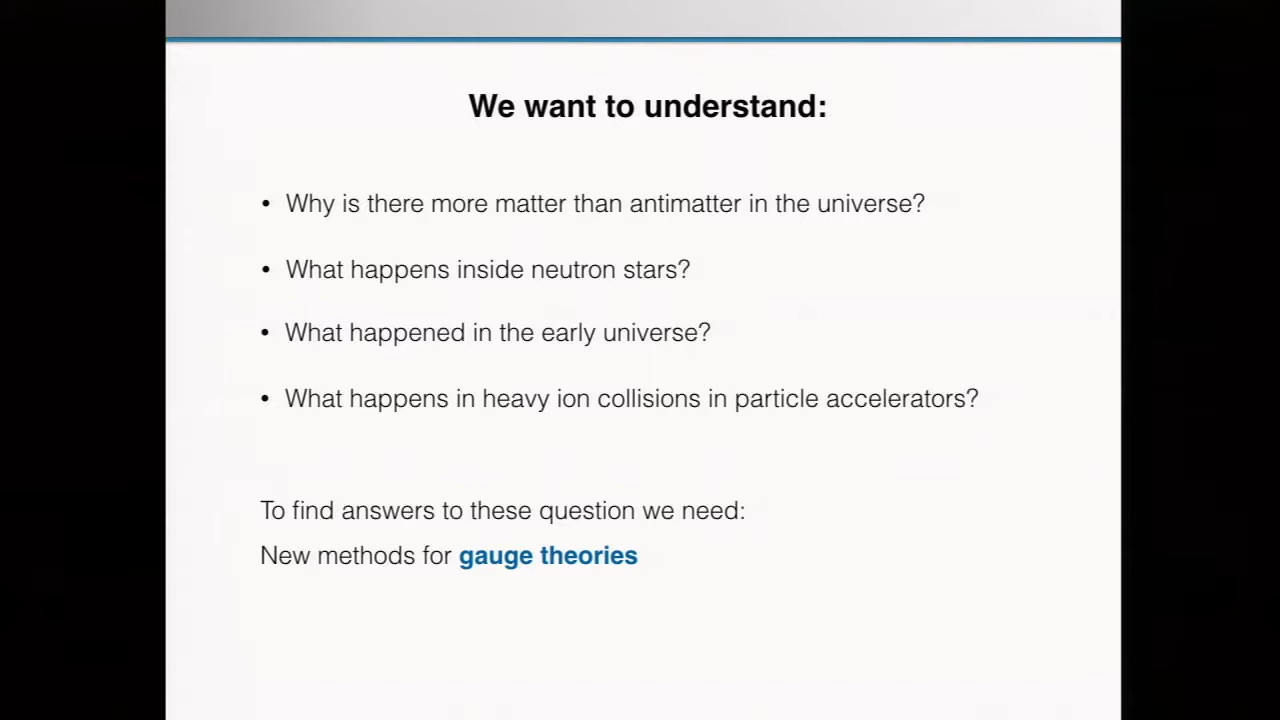 We want to understand:
• Why is there more matter than antimatter in the universe?
• What happens inside neutron stars?
• What happened in the early universe?
• What happens in heavy ion collisions in particle accelerators?
To find answers to these question we need:
New methods for gauge theories